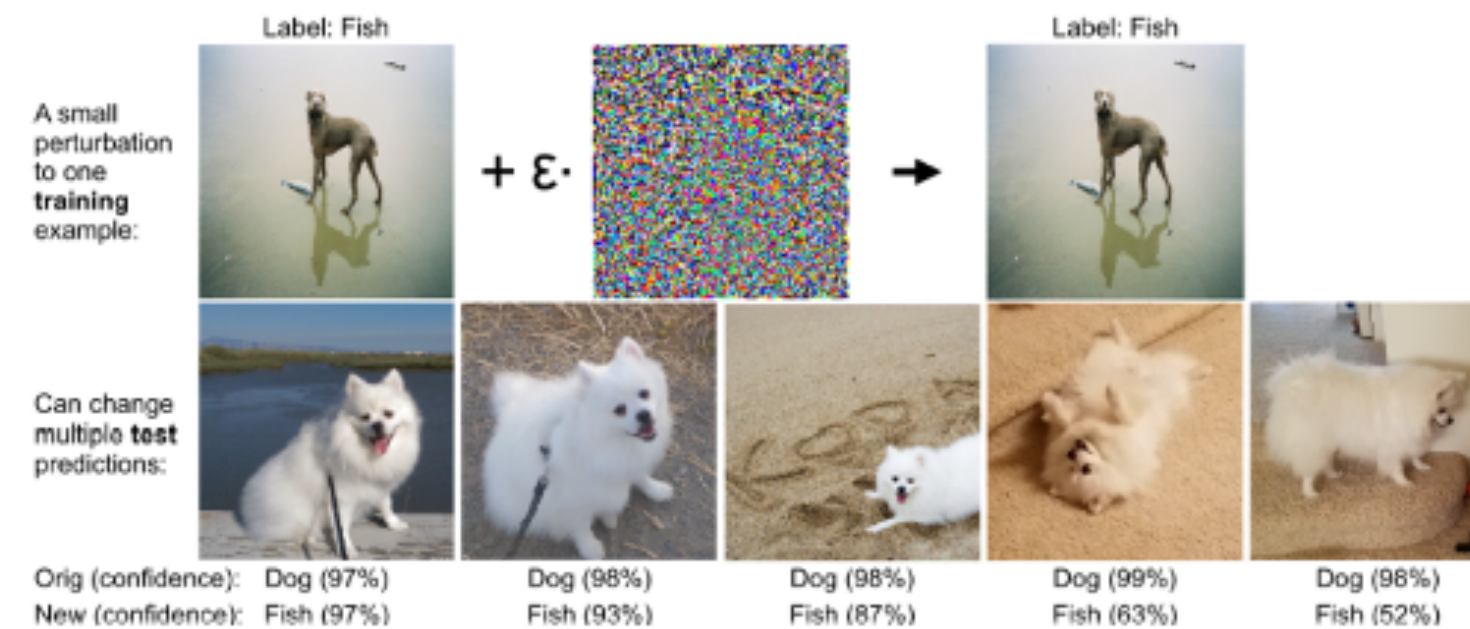 Label: Fish
Label: Fish
A small
perturbation
to one
training
example:
+ ε·
Can change
multiple test
predictions:
Orig (confidence): Dog (97%) Dog (98%) Dog (98%) Dog (99%) Dog (98%)
New (confidence): Fish (97%) Fish (93%) Fish (87%) Fish (63%) Fish (52%)